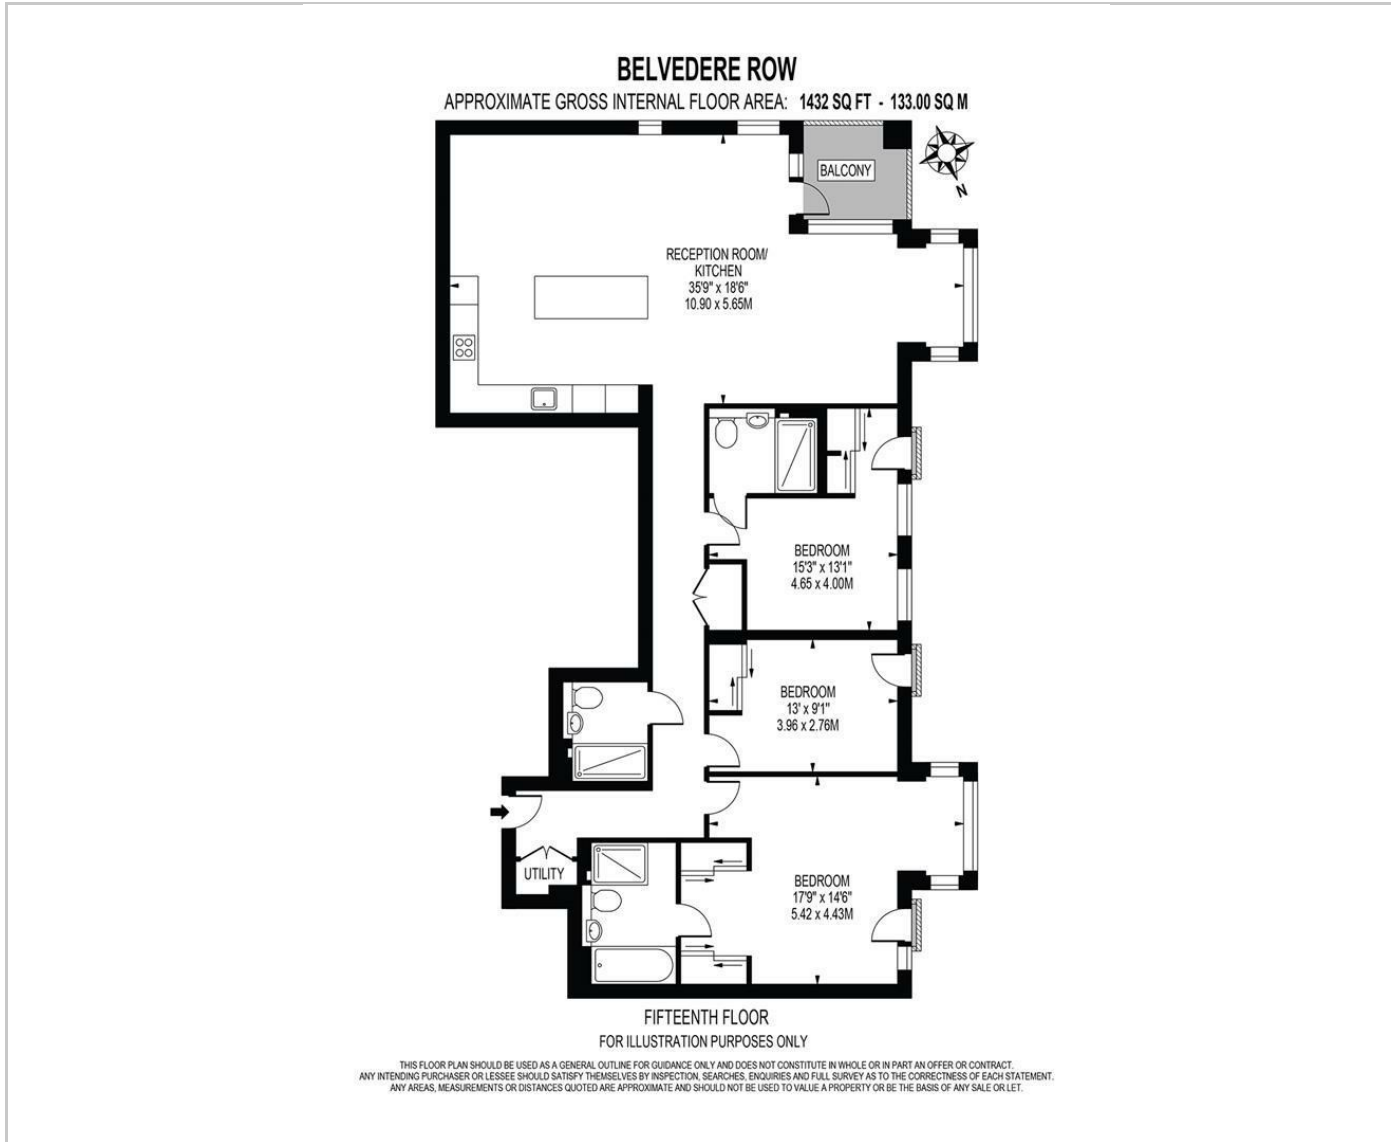 BELVEDERE ROW
APPROXIMATE GROSS INTERNAL FLOOR AREA: 1432 SQ FT - 133.00 SQ M
BALCONY
N
RECEPTION ROOM/
KITCHEN
35'9" x 18'6"
10.90 x 5.65M
BEDROOM
15'3" x 13'1"
4.65 x 4.00M
BEDROOM
13' x 9'1"
3.96 x 2.76M
UTILITY
BEDROOM
17'9" x 14'6"
5.42 x 4.43M
FIFTEENTH FLOOR
FOR ILLUSTRATION PURPOSES ONLY
THIS FLOOR PLAN SHOULD BE USED AS A GENERAL OUTLINE FOR GUIDANCE ONLY AND DOES NOT CONSTITUTE IN WHOLE OR IN PART AN OFFER OR CONTRACT.
ANY INTENDING PURCHASER OR LESSEE SHOULD SATISFY THEMSELVES BY INSPECTION, SEARCHES, ENQUIRIES AND FULL SURVEY AS TO THE CORRECTNESS OF EACH STATEMENT.
ANY AREAS, MEASUREMENTS OR DISTANCES QUOTED ARE APPROXIMATE AND SHOULD NOT BE USED TO VALUE A PROPERTY OR BE THE BASIS OF ANY SALE OR LET.